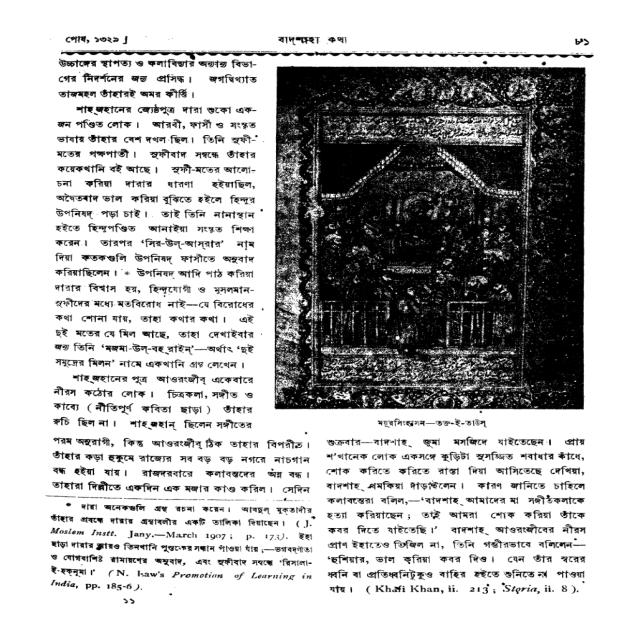 পৌষ, ১৩২৯ ] বাদ্‌শাহী কথা ৮১
উচ্চাঙ্গের স্থাপত্য ও কলাবিদ্যার অন্যান্য বিভা-
গের নিদর্শনের জন্য প্রসিদ্ধ। জগদ্বিখ্যাত
তাজমহল তাঁহারই অমর কীর্ত্তি।
শাহ্‌জহানের জ্যেষ্ঠপুত্র দারা শুকো এক-
জন পণ্ডিত লোক। আরবী, ফার্সী ও সংস্কৃত
ভাষায় তাঁহার বেশ দখল ছিল। তিনি সুফী-
মতের পক্ষপাতী। সুফীবাদ সম্বন্ধে তাঁহার
কয়েকখানি বই আছে। সুফী-মতের আলো-
চনা করিয়া দারার ধারণা হইয়াছিল,
অদ্বৈতবাদ ভাল করিয়া বুঝিতে হইলে হিন্দুর
উপনিষদ্ পড়া চাই। তাই তিনি নানাস্থান
হইতে হিন্দুপণ্ডিত আনাইয়া সংস্কৃত শিক্ষা
করেন। তারপর ‘সির-উল্-আস্‌রার’ নাম
দিয়া কতকগুলি উপনিষদ্ ফার্সীতে অনুবাদ
করিয়াছিলেন। * উপনিষদ্ আদি পাঠ করিয়া
দারার বিশ্বাস হয়, হিন্দুযোগী ও মুসলমান-
সুফীদের মধ্যে মতবিরোধ নাই—যে বিরোধের
কথা শোনা যায়, তাহা কথার কথা। এই
দুই মতের যে মিল আছে, তাহা দেখাইবার
জন্য তিনি ‘মজমা-উল্-বহ্‌রাইন্’—অর্থাৎ ‘দুই
সমুদ্রের মিলন’ নামে একখানি গ্রন্থ লেখেন।
শাহ্‌জহানের পুত্র আওরংজীব্ একেবারে
নীরস কঠোর লোক। চিত্রকলা, সঙ্গীত ও
কাব্যে (নীতিপূর্ণ কবিতা ছাড়া) তাঁহার
রুচি ছিল না। শাহ্‌জহান্ ছিলেন সঙ্গীতের
পরম অনুরাগী, কিন্তু আওরংজীব্ ঠিক তাহার বিপরীত।
তাঁহার কড়া হুকুমে রাজ্যের সব বড় বড় নগরে নাচগান
বন্ধ হইয়া যায়। রাজদরবারে কলাবন্তদের অন্ন বন্ধ।
তাহারা দিল্লীতে একদিন এক মজার কাণ্ড করিল। সেদিন
* দারা অনেকগুলি গ্রন্থ রচনা করেন। আবদুল্ মুক্তাদীর
তাঁহার প্রবন্ধে দারার গ্রন্থাবলীর একটি তালিকা দিয়াছেন। ( J.
Moslem Instt. Jany.—March 1907 ; p. 173). ইহা
ছাড়া দারার আরও তিনখানি পুস্তকের সন্ধান পাওয়া যায় ;—ভগবদ্গীতা
ও যোগবাশিষ্ঠ রামায়ণের অনুবাদ, এবং সুফীবাদ সম্বন্ধে ‘রিসালা-
ই-হক্‌নুমা।’ (N. Law's Promotion of Learning in
India, pp. 185-6).
ময়ূরসিংহাসন—তক্ত-ই-তাউস্
শুক্রবার—বাদশাহ্ জুমা মসজিদে যাইতেছেন। প্রায়
শ'খানেক লোক একসঙ্গে কুড়িটা সুসজ্জিত শবাধার কাঁধে,
শোক করিতে করিতে রাস্তা দিয়া আসিতেছে দেখিয়া,
বাদশাহ্ থমকিয়া দাঁড়াইলেন। কারণ জানিতে চাহিলে
কলাবন্তেরা বলিল,—‘বাদশাহ্ আমাদের মা সঙ্গীতকলাকে
হত্যা করিয়াছেন ; তাই আমরা শোক করিয়া তাঁকে
কবর দিতে যাইতেছি।’ বাদশাহ্ আওরংজীবের নীরস
প্রাণ ইহাতেও ভিজিল না, তিনি গম্ভীরভাবে বলিলেন—
‘হুশিয়ার, ভাল করিয়া কবর দিও। যেন তাঁর স্বরের
ধ্বনি বা প্রতিধ্বনিটুকুও বাহির হইতে শুনিতে না পাওয়া
যায়। (Khafi Khan, ii. 213 ; Storia, ii. 8 ).
১১